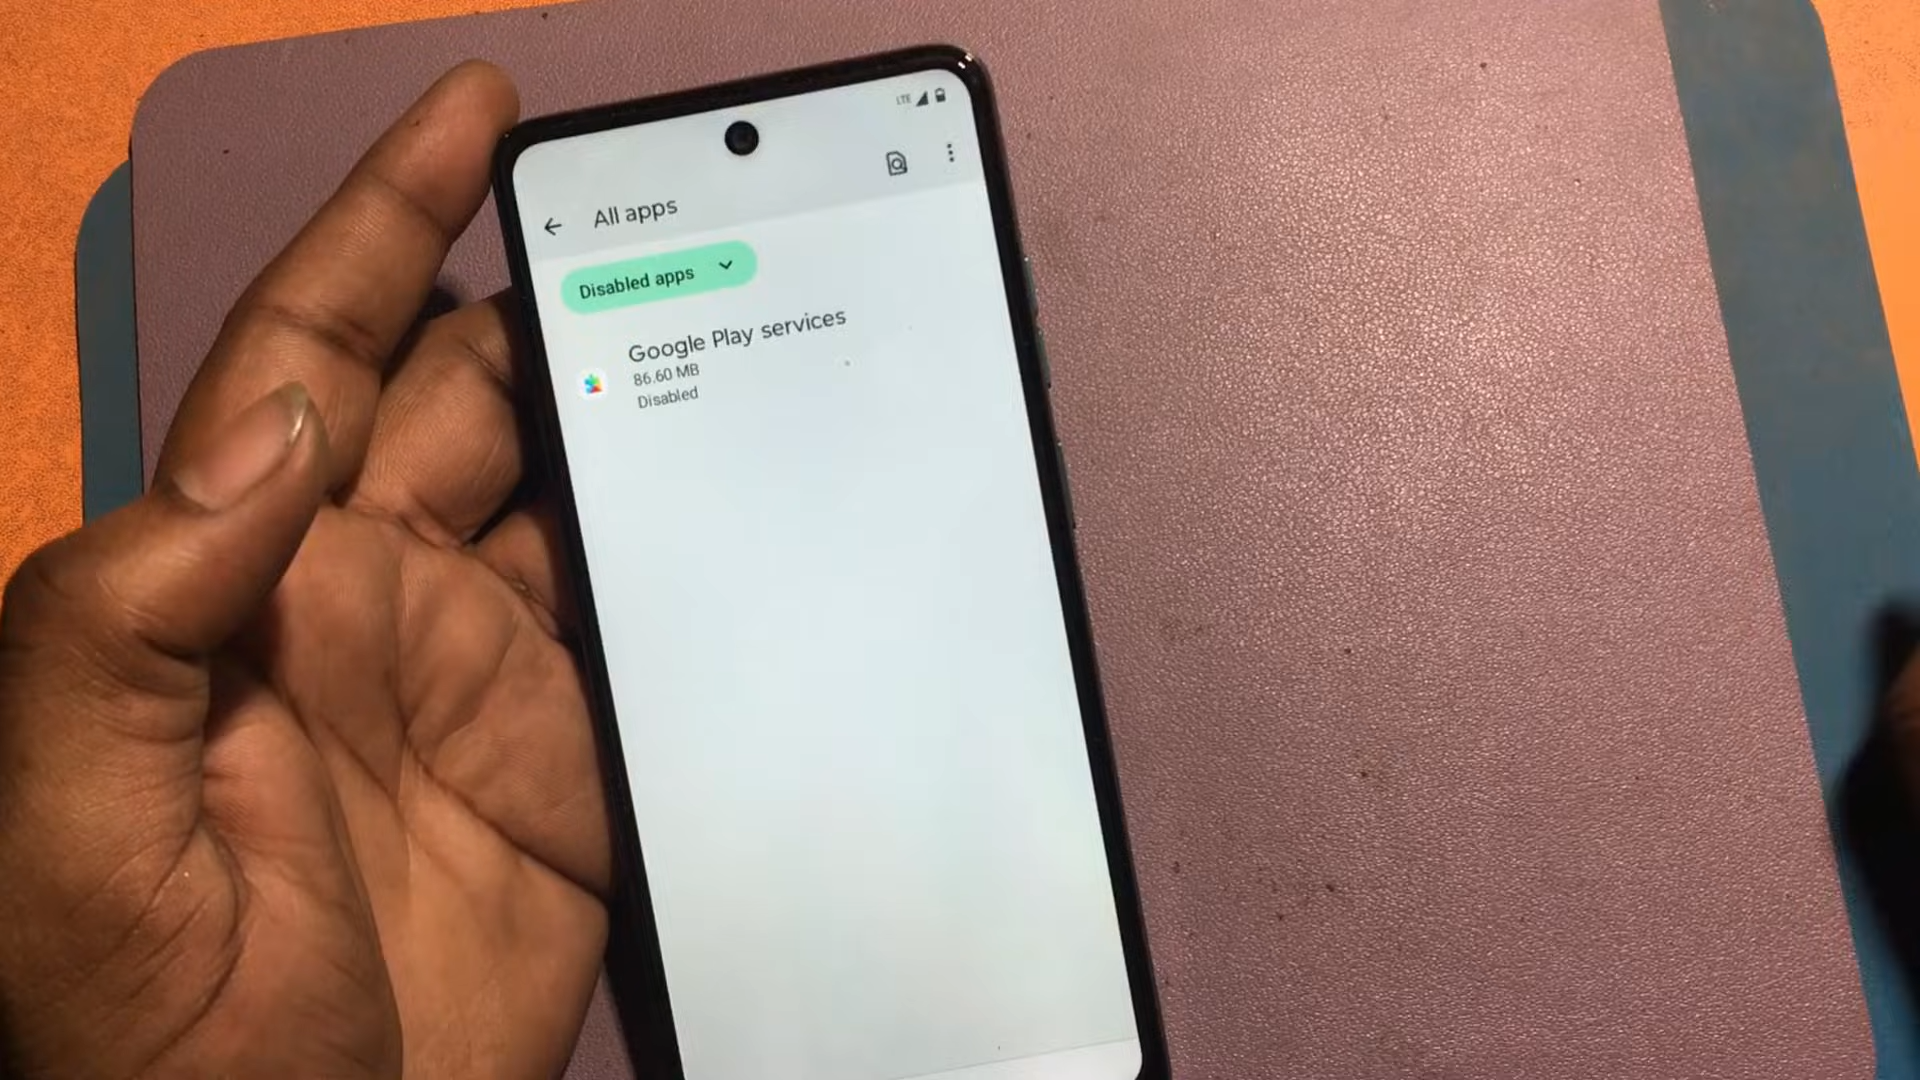 LTE
All apps
Disabled apps
Google Play services
86.60 MB
Disabled